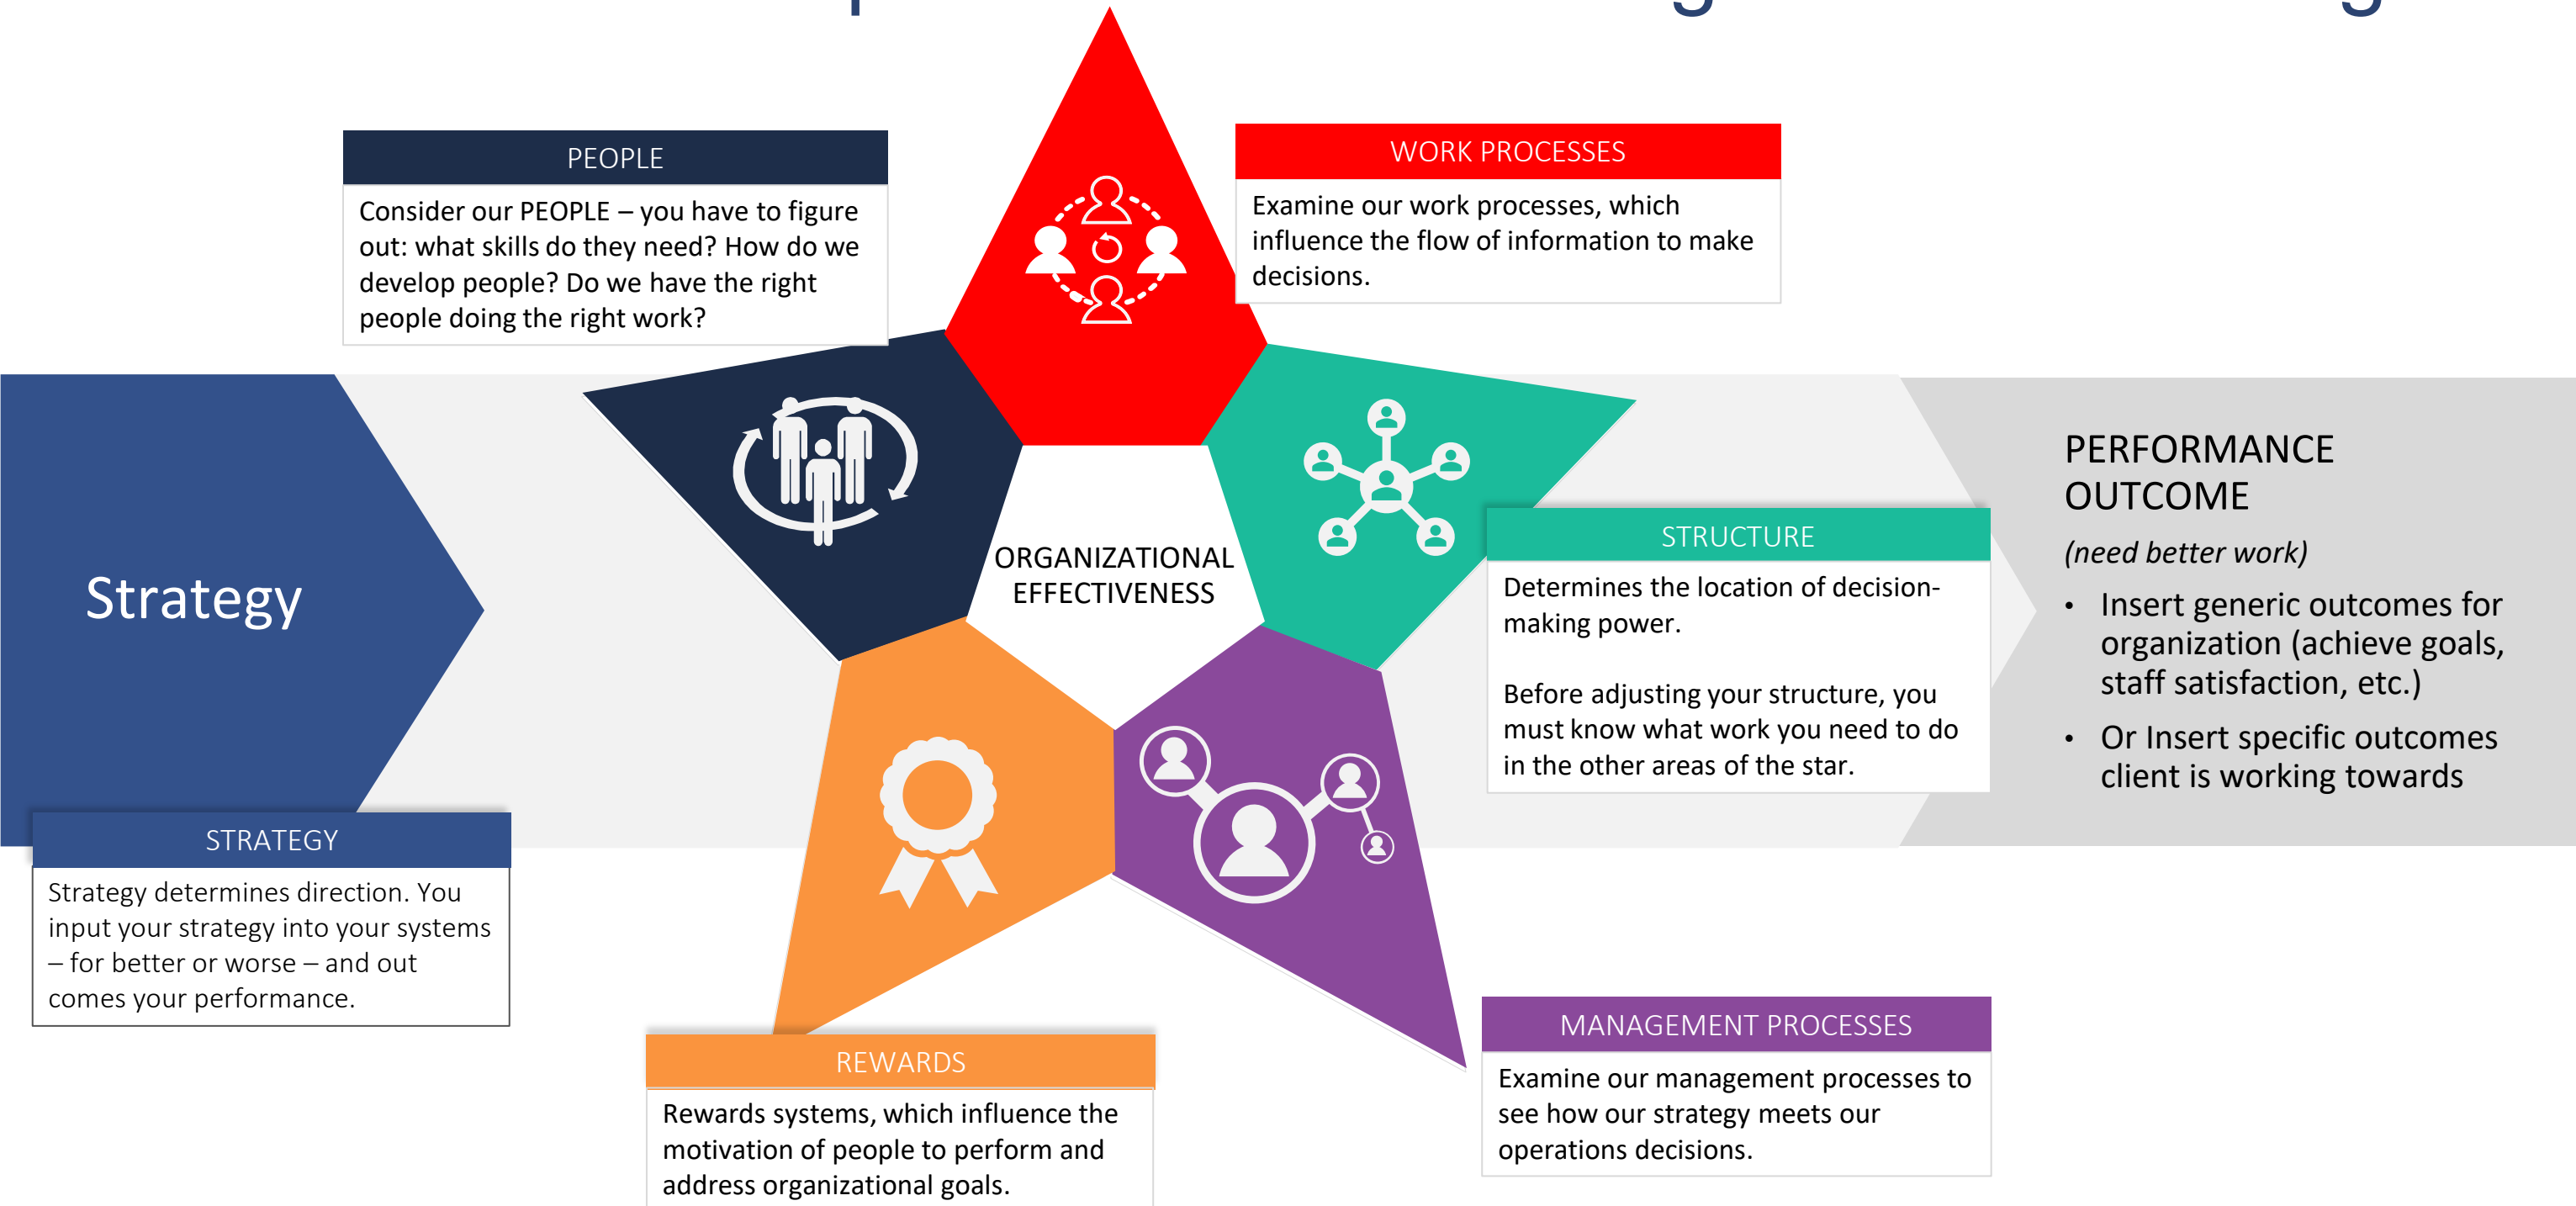 PEOPLE
Consider our PEOPLE – you have to figure
out: what skills do they need? How do we
develop people? Do we have the right
people doing the right work?
WORK PROCESSES
Examine our work processes, which
influence the flow of information to make
decisions.
Strategy
ORGANIZATIONAL
EFFECTIVENESS
STRUCTURE
Determines the location of decision-
making power.
Before adjusting your structure, you
must know what work you need to do
in the other areas of the star.
PERFORMANCE
OUTCOME
(need better work)
• Insert generic outcomes for
organization (achieve goals,
staff satisfaction, etc.)
• Or Insert specific outcomes
client is working towards
STRATEGY
Strategy determines direction. You
input your strategy into your systems
– for better or worse – and out
comes your performance.
REWARDS
Rewards systems, which influence the
motivation of people to perform and
address organizational goals.
MANAGEMENT PROCESSES
Examine our management processes to
see how our strategy meets our
operations decisions.